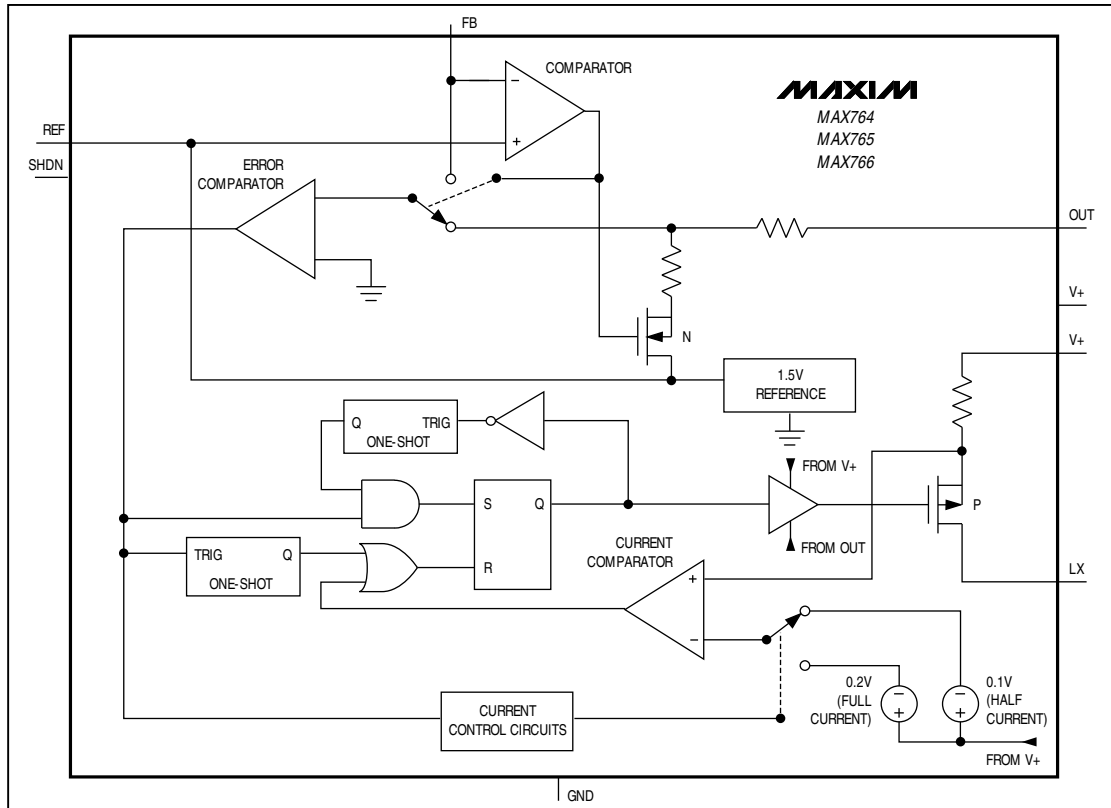 FB
COMPARATOR
−
+
MAXIM
MAX764
MAX765
MAX766
REF
SHDN
ERROR
COMPARATOR
OUT
V+
V+
N
1.5V
REFERENCE
Q TRIG
ONE-SHOT
FROM V+
S Q
R
P
FROM OUT
TRIG Q
ONE-SHOT
CURRENT
COMPARATOR
+
−
LX
CURRENT
CONTROL CIRCUITS
0.2V
(FULL
CURRENT)
−
+
0.1V
(HALF
CURRENT)
−
+
FROM V+
GND